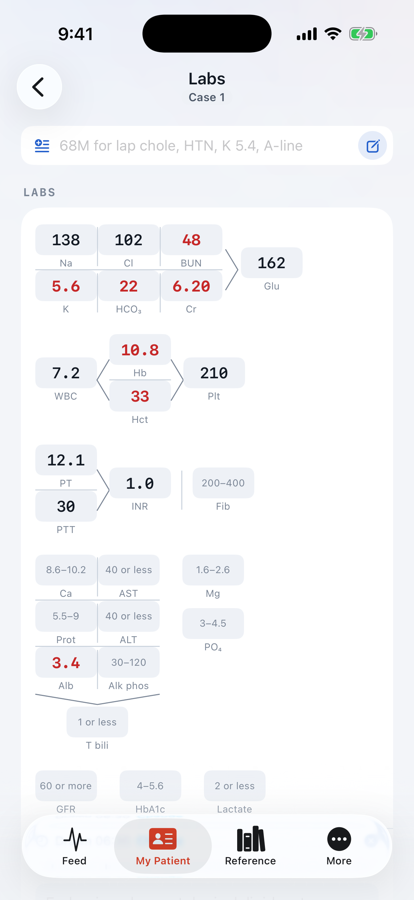 9:41
Labs
Case 1
68M for lap chole, HTN, K 5.4, A-line
LABS
138 102 48
Na Cl BUN
162
Glu
5.6 22 6.20
K HCO₃ Cr
10.8
Hb
7.2 210
WBC Plt
33
Hct
12.1
PT
1.0 200–400
INR Fib
30
PTT
8.6–10.2 40 or less 1.6–2.6
Ca AST Mg
5.5–9 40 or less 3–4.5
Prot ALT PO₄
3.4 30–120
Alb Alk phos
1 or less
T bili
60 or more 4–5.6 2 or less
GFR HbA1c Lactate
Feed My Patient Reference More